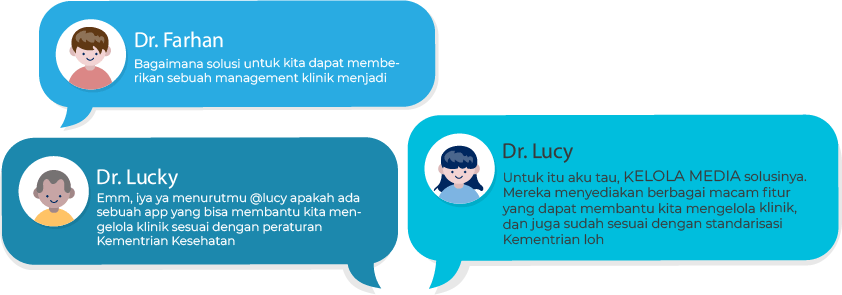 Dr. Farhan
Bagaimana solusi untuk kita dapat membe-
rikan sebuah management klinik menjadi
Dr. Lucky
Emm, iya ya menurutmu @lucy apakah ada
sebuah app yang bisa membantu kita men-
gelola klinik sesuai dengan peraturan
Kementrian Kesehatan
Dr. Lucy
Untuk itu aku tau, KELOLA MEDIA solusinya.
Mereka menyediakan berbagai macam fitur
yang dapat membantu kita mengelola klinik,
dan juga sudah sesuai dengan standarisasi
Kementrian loh